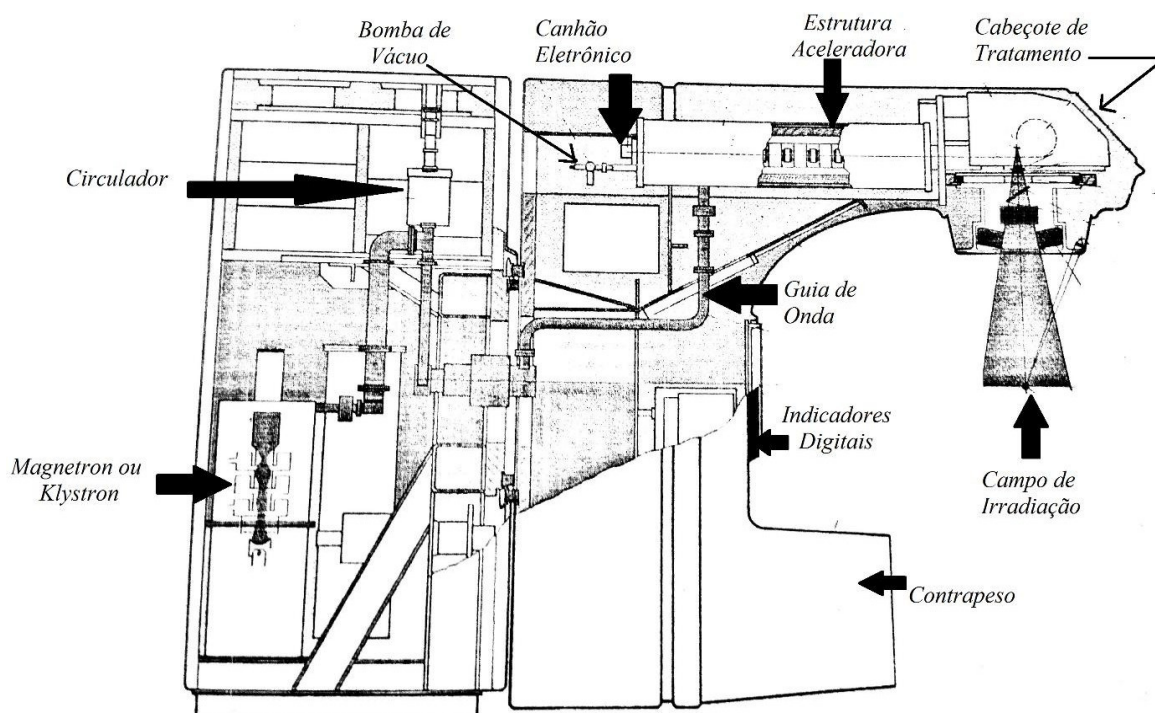 Bomba de
Vácuo
Canhão
Eletrônico
Estrutura
Aceleradora
Cabeçote de
Tratamento
Circulador
Guia de
Onda
Indicadores
Digitais
Magnetron ou
Klystron
Campo de
Irradiação
Contrapeso